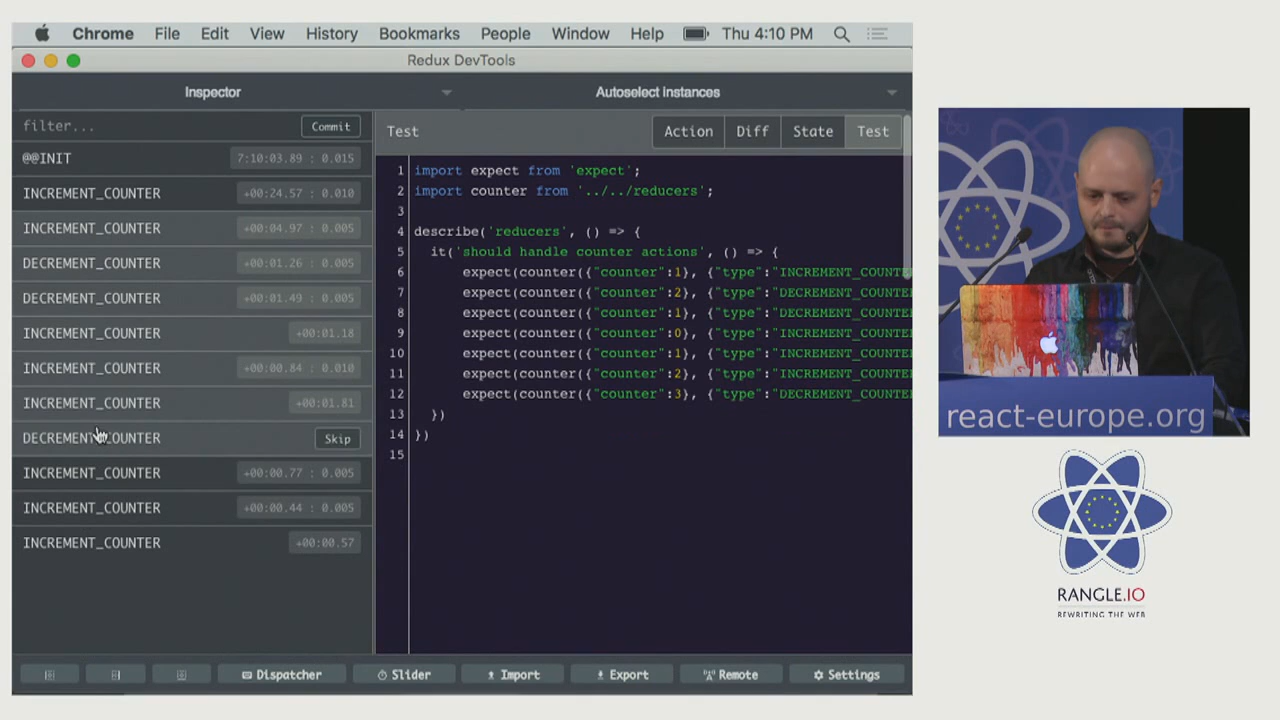 Chrome File Edit View History Bookmarks People Window Help Thu 4:10 PM
Redux DevTools
Inspector Autoselect instances
filter... Commit
@@INIT 7:10:03.89 : 0.015
INCREMENT_COUNTER +00:24.57 : 0.010
INCREMENT_COUNTER +00:04.97 : 0.005
DECREMENT_COUNTER +00:01.26 : 0.005
DECREMENT_COUNTER +00:01.49 : 0.005
INCREMENT_COUNTER +00:01.18
INCREMENT_COUNTER +00:00.84 : 0.010
INCREMENT_COUNTER +00:01.81
DECREMENT_COUNTER Skip
INCREMENT_COUNTER +00:00.77 : 0.005
INCREMENT_COUNTER +00:00.44 : 0.005
INCREMENT_COUNTER +00:00.57
Test Action Diff State Test
1 import expect from 'expect';
2 import counter from '../../reducers';
3
4 describe('reducers', () => {
5 it('should handle counter actions', () => {
6 expect(counter({"counter":1}, {"type":"INCREMENT_COUNTE
7 expect(counter({"counter":2}, {"type":"DECREMENT_COUNTE
8 expect(counter({"counter":1}, {"type":"DECREMENT_COUNTE
9 expect(counter({"counter":0}, {"type":"INCREMENT_COUNTE
10 expect(counter({"counter":1}, {"type":"INCREMENT_COUNTE
11 expect(counter({"counter":2}, {"type":"INCREMENT_COUNTE
12 expect(counter({"counter":3}, {"type":"DECREMENT_COUNTE
13 })
14 })
15
Dispatcher Slider Import Export Remote Settings
react-europe.org
RANGLE.IO
REWRITING THE WEB